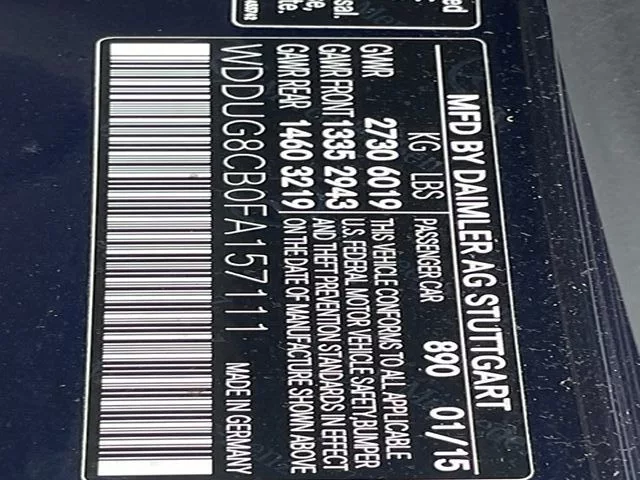 MFD BY DAIMLER AG STUTTGART
KG LBS PASSENGER CAR 890 01/15
GVWR 2730 6019
GAWR FRONT 1335 2943
GAWR REAR 1460 3219
THIS VEHICLE CONFORMS TO ALL APPLICABLE
U.S. FEDERAL MOTOR VEHICLE SAFETY,BUMPER
AND THEFT PREVENTION STANDARDS IN EFFECT
ON THE DATE OF MANUFACTURE SHOWN ABOVE
WDDUG8CB0FA157111 MADE IN GERMANY